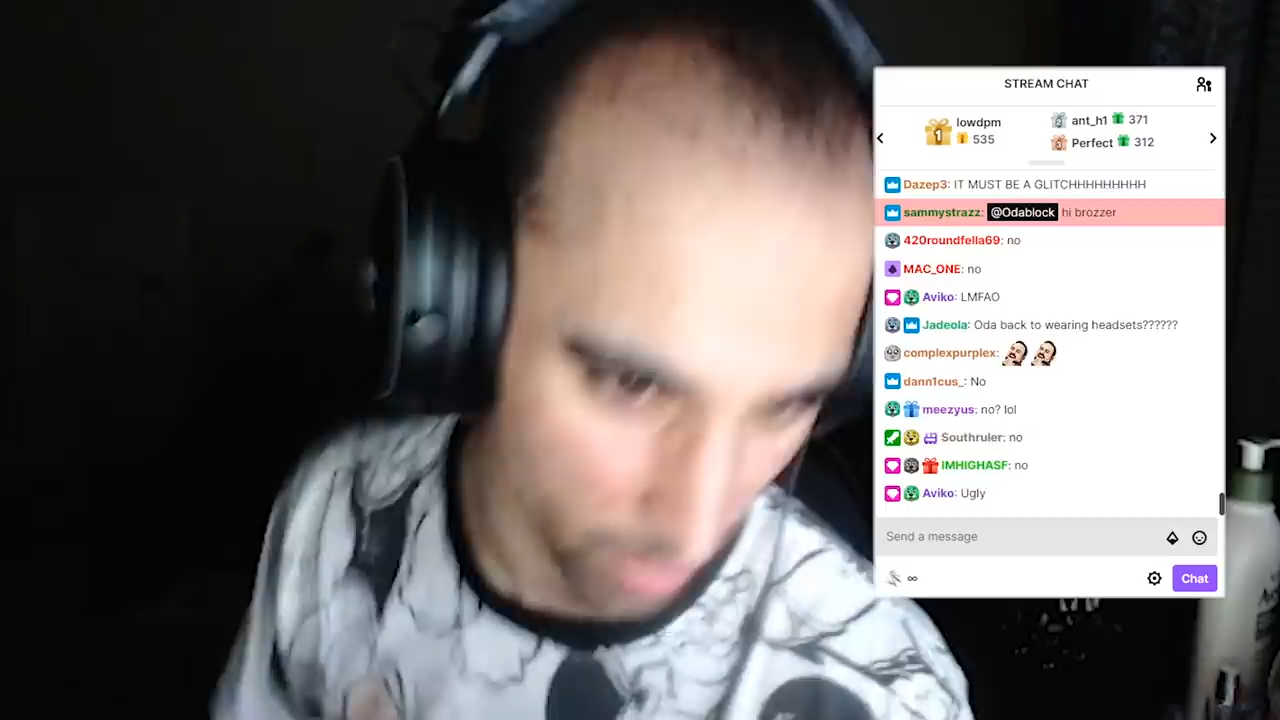 STREAM CHAT
lowdpm
535
ant_h1 371
Perfect 312
Dazep3: IT MUST BE A GLITCHHHHHHHHH
sammystrazz: @Odablock hi brozzer
420roundfella69: no
MAC_ONE: no
Aviko: LMFAO
Jadeola: Oda back to wearing headsets??????
complexpurplex:
dann1cus_: No
meezyus: no? lol
Southruler: no
IMHIGHASF: no
Aviko: Ugly
Send a message
∞
Chat